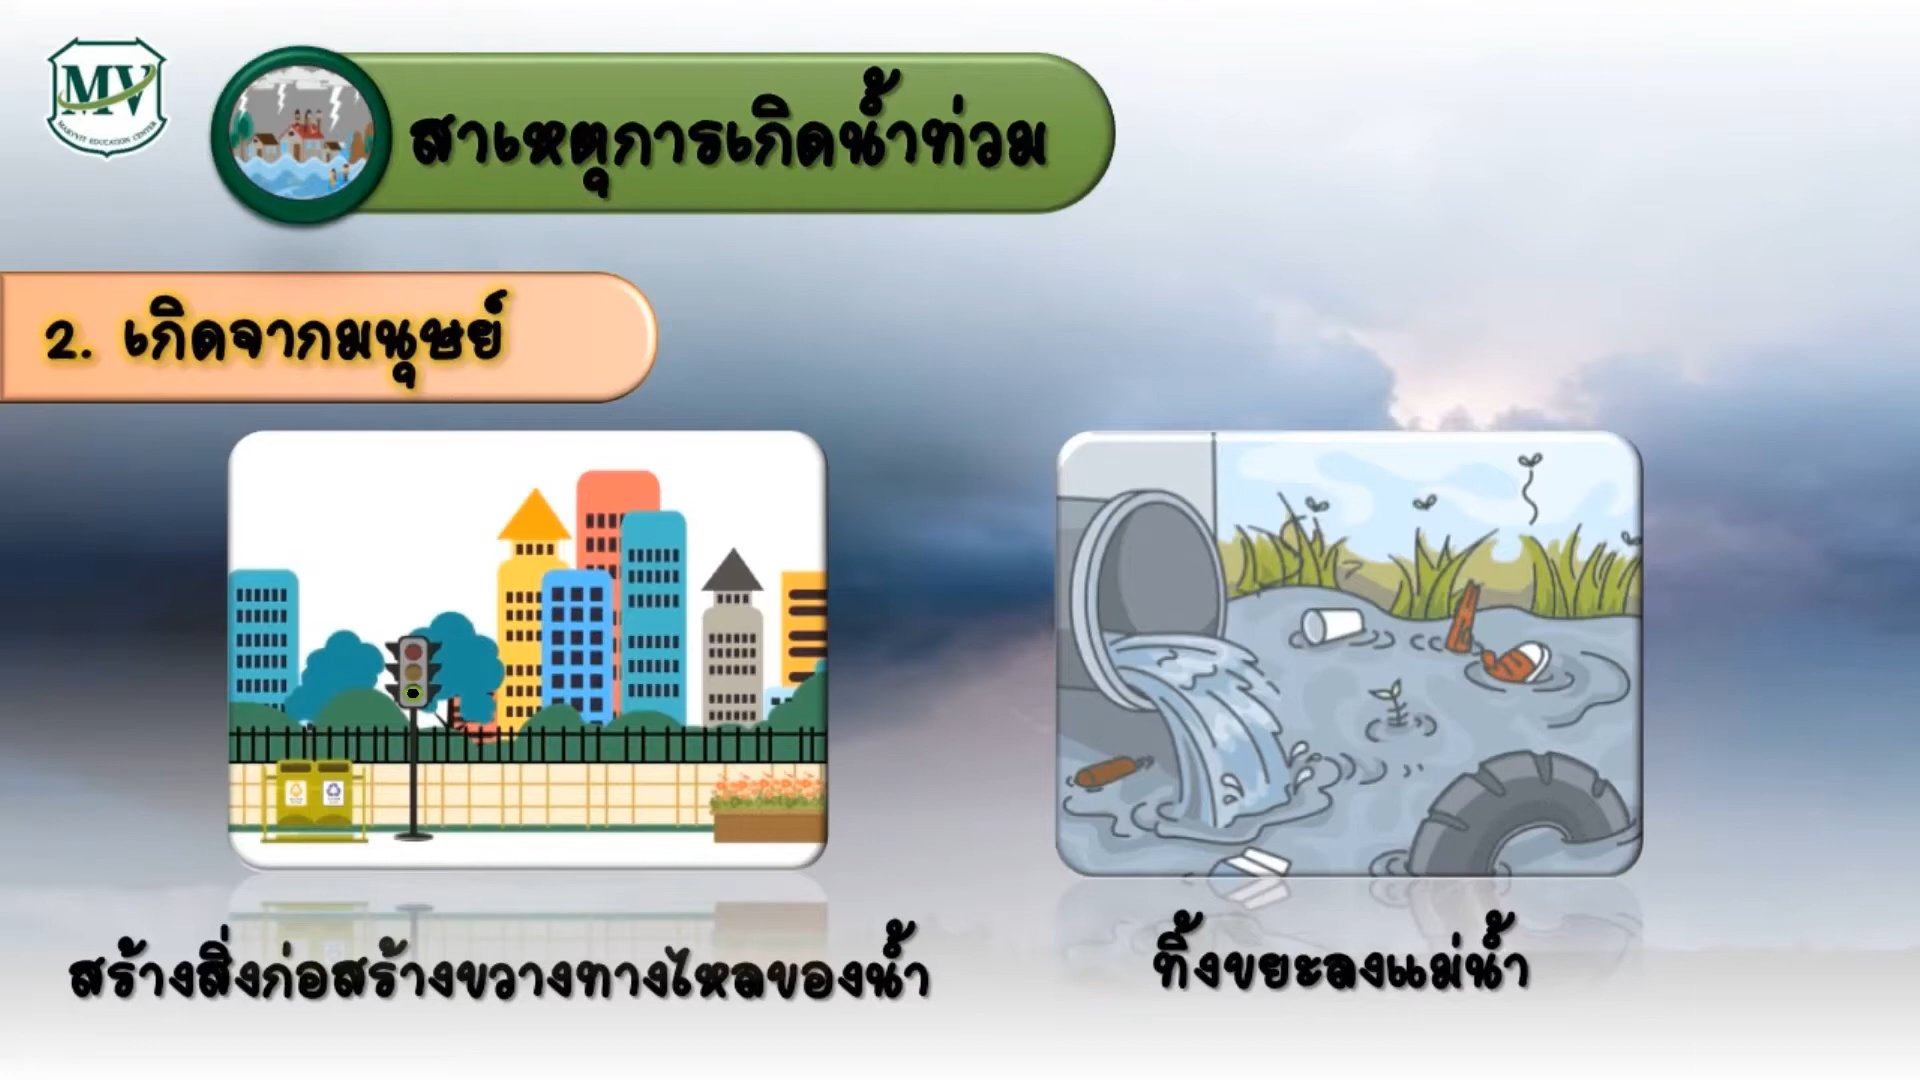 MV
MARYVIT EDUCATION CENTER
สาเหตุการเกิดน้ำท่วม
2. เกิดจากมนุษย์
สร้างสิ่งก่อสร้างขวางทางไหลของน้ำ
ทิ้งขยะลงแม่น้ำ